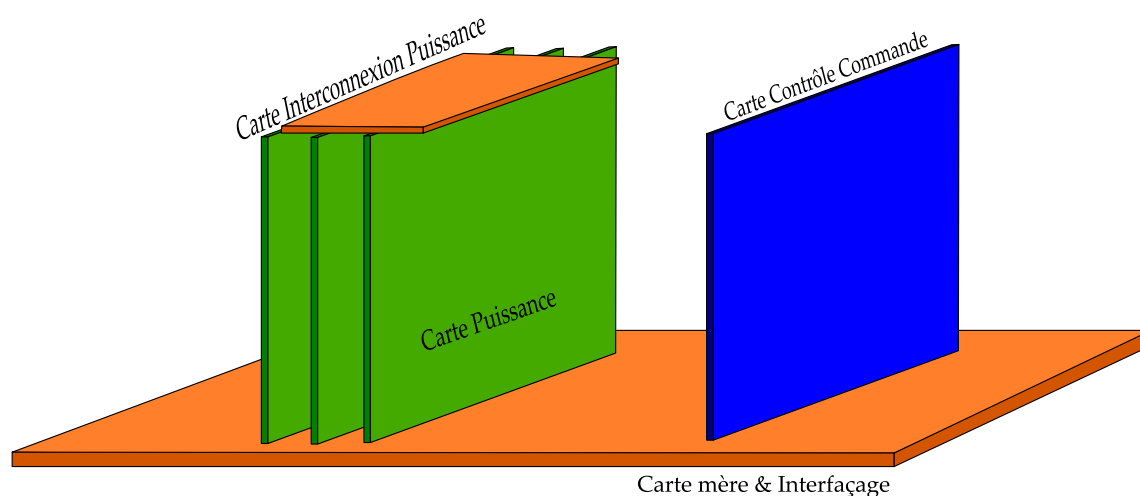 Carte Interconnexion Puissance
Carte Contrôle Commande
Carte Puissance
Carte mère & Interfaçage